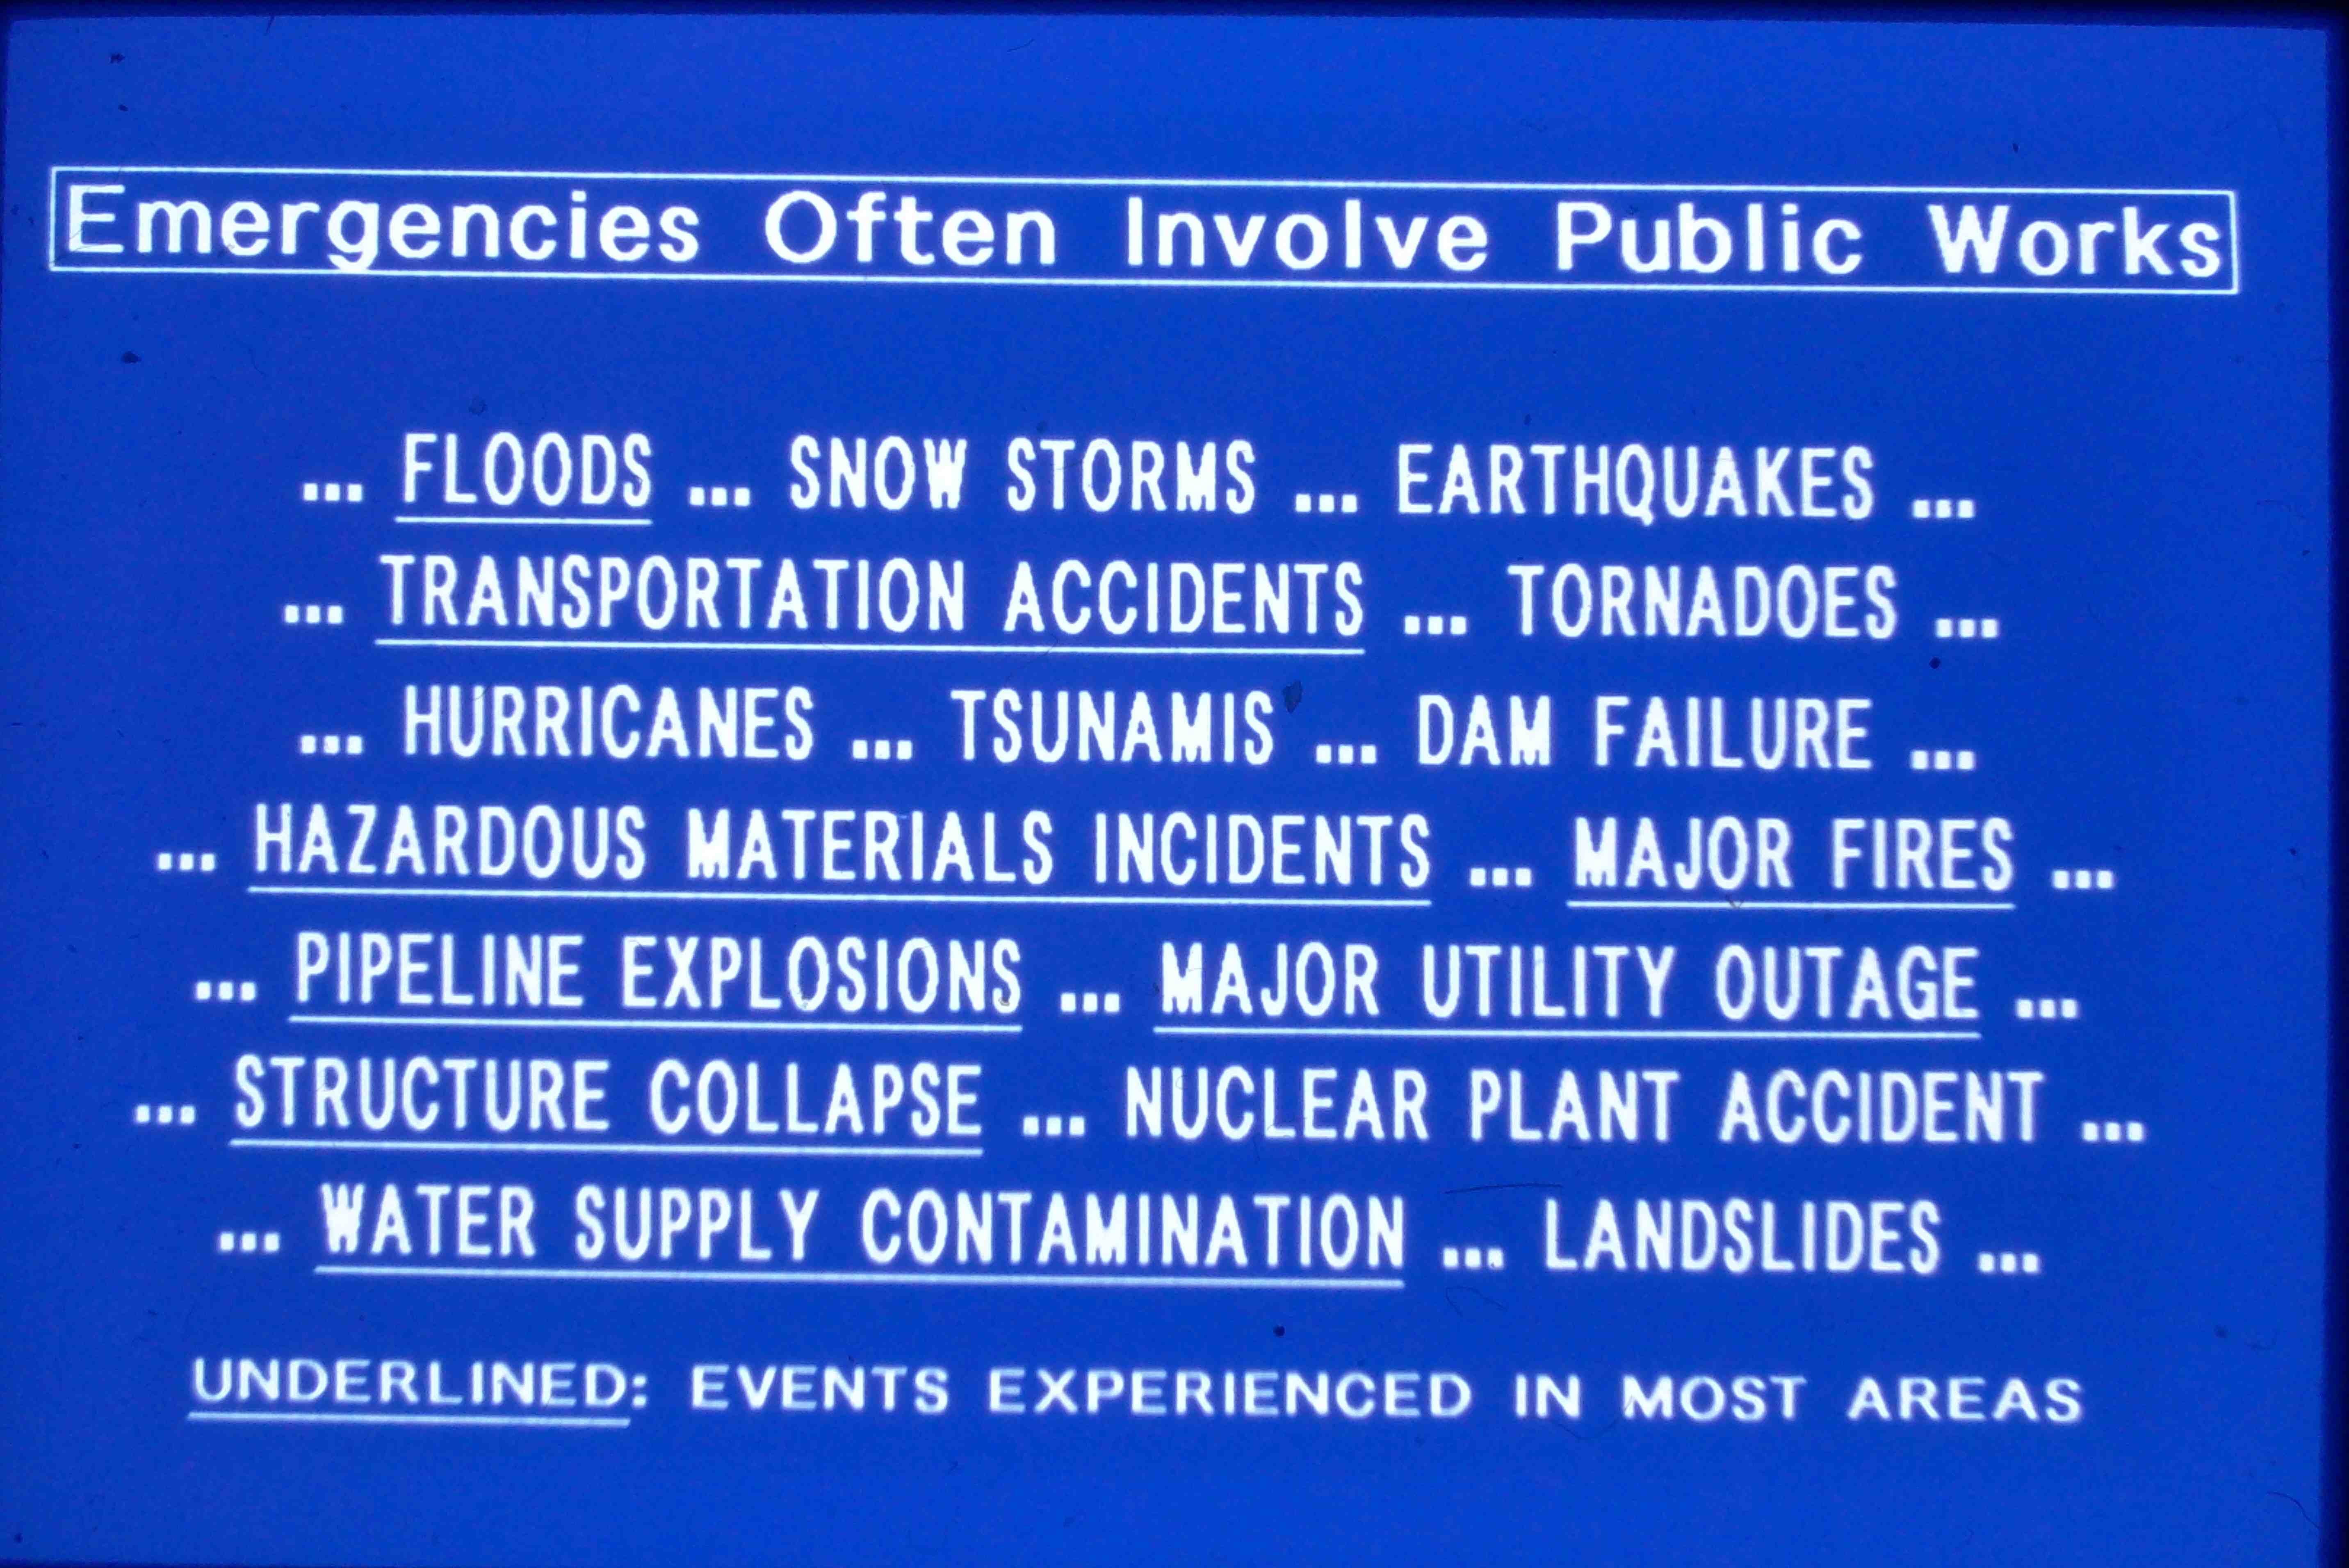 Emergencies Often Involve Public Works
... FLOODS ... SNOW STORMS ... EARTHQUAKES ...
... TRANSPORTATION ACCIDENTS ... TORNADOES ...
... HURRICANES ... TSUNAMIS ... DAM FAILURE ...
... HAZARDOUS MATERIALS INCIDENTS ... MAJOR FIRES ...
... PIPELINE EXPLOSIONS ... MAJOR UTILITY OUTAGE ...
... STRUCTURE COLLAPSE ... NUCLEAR PLANT ACCIDENT ...
... WATER SUPPLY CONTAMINATION ... LANDSLIDES ...
UNDERLINED: EVENTS EXPERIENCED IN MOST AREAS